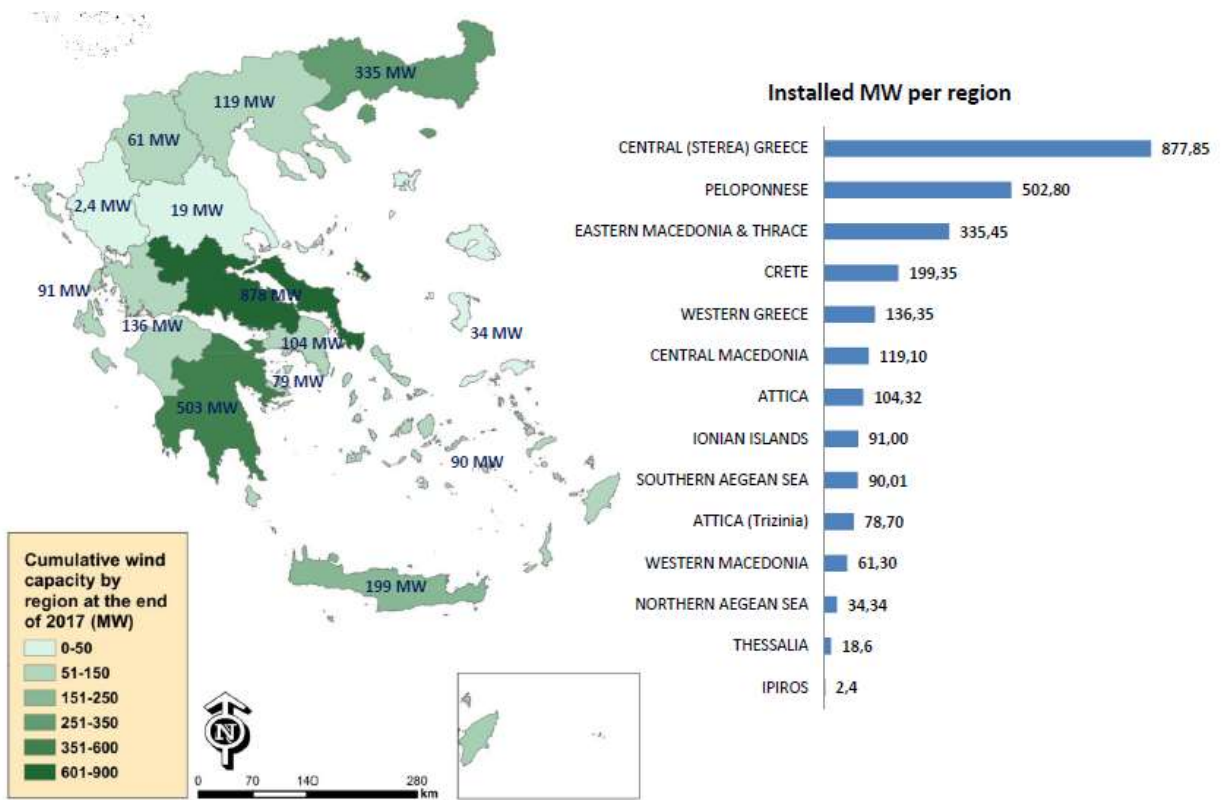 335 MW
119 MW
61 MW
2,4 MW
19 MW
91 MW
878 MW
136 MW
104 MW
34 MW
79 MW
503 MW
90 MW
199 MW
Cumulative wind
capacity by
region at the end
of 2017 (MW)
0-50
51-150
151-250
251-350
351-600
601-900
N
0 70 140 280
km
Installed MW per region
CENTRAL (STEREA) GREECE 877,85
PELOPONNESE 502,80
EASTERN MACEDONIA & THRACE 335,45
CRETE 199,35
WESTERN GREECE 136,35
CENTRAL MACEDONIA 119,10
ATTICA 104,32
IONIAN ISLANDS 91,00
SOUTHERN AEGEAN SEA 90,01
ATTICA (Trizinia) 78,70
WESTERN MACEDONIA 61,30
NORTHERN AEGEAN SEA 34,34
THESSALIA 18,6
IPIROS 2,4